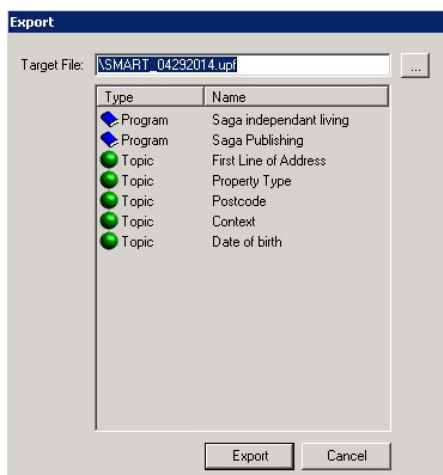 Export
Target File: \SMART_04292014.upf ...
Type Name
Program Saga independant living
Program Saga Publishing
Topic First Line of Address
Topic Property Type
Topic Postcode
Topic Context
Topic Date of birth
Export Cancel